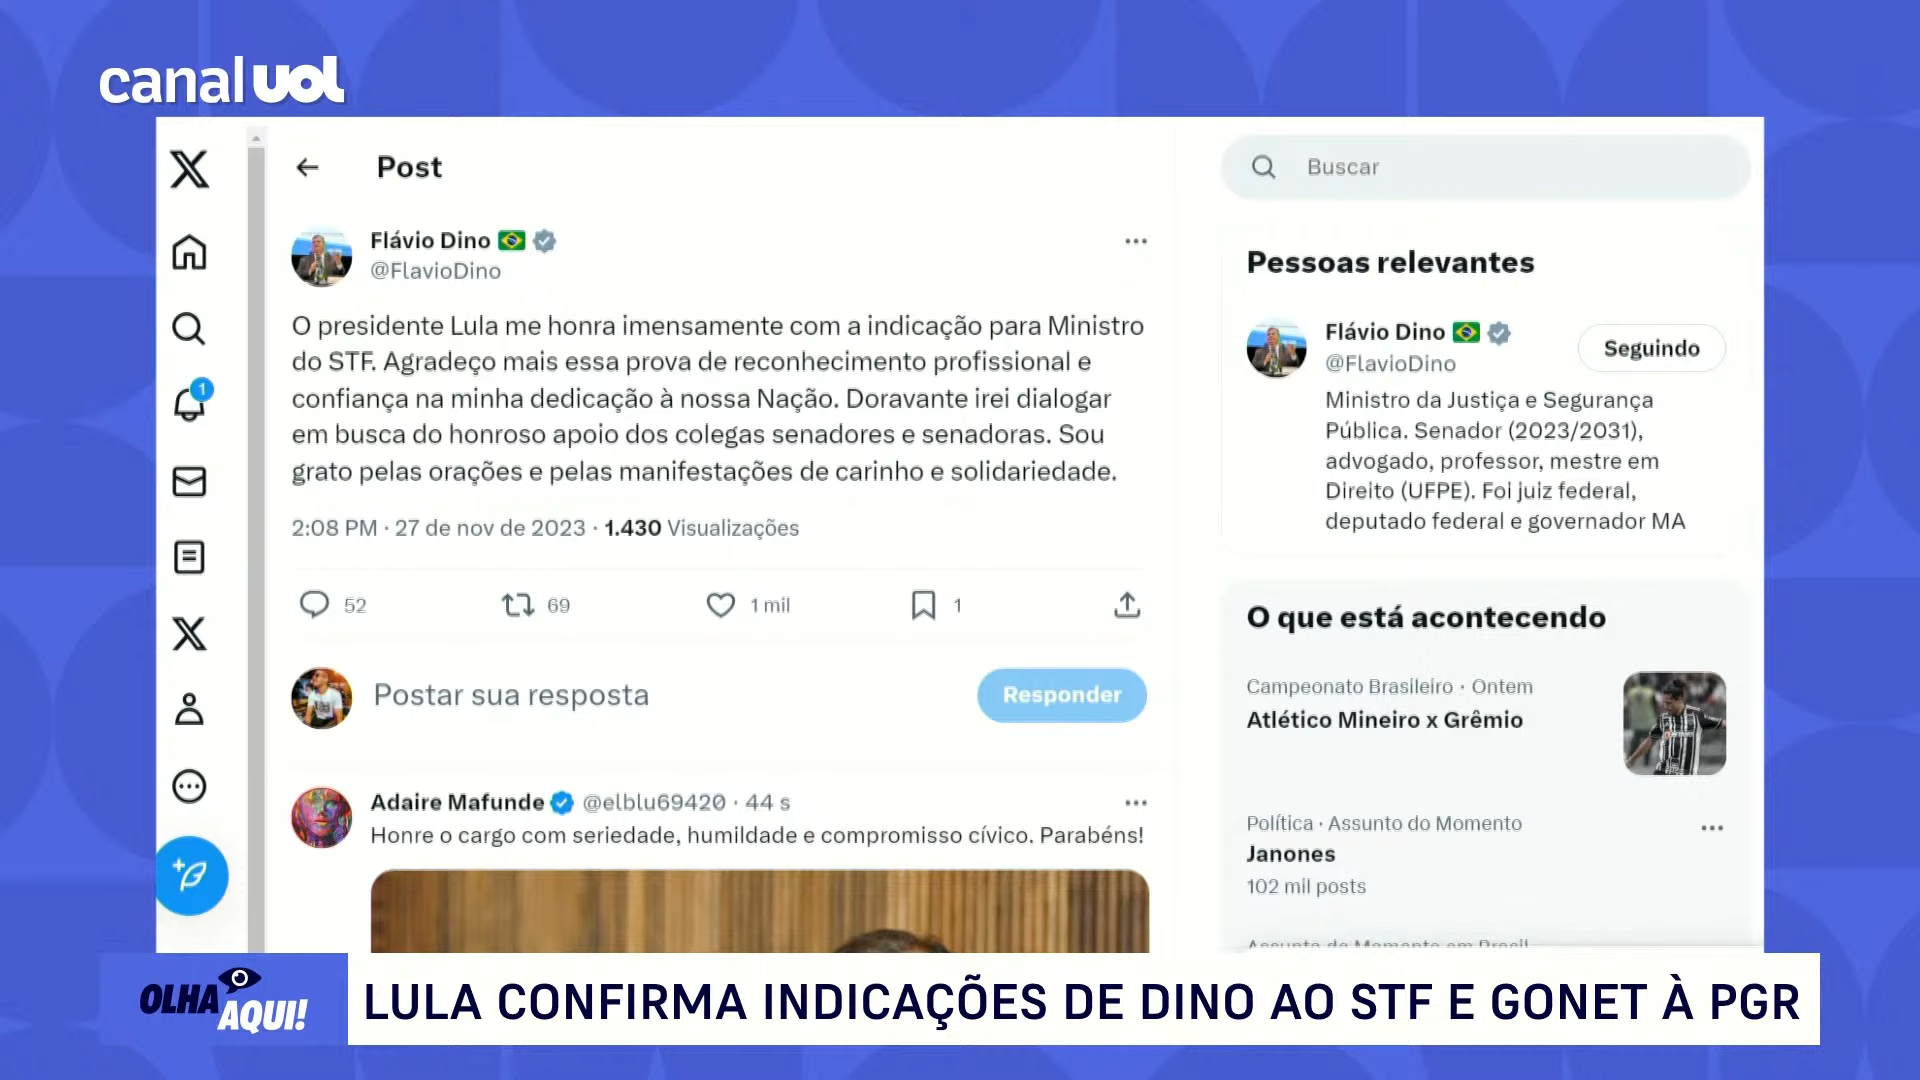 canal uol
Post
Flávio Dino
@FlavioDino
O presidente Lula me honra imensamente com a indicação para Ministro
do STF. Agradeço mais essa prova de reconhecimento profissional e
confiança na minha dedicação à nossa Nação. Doravante irei dialogar
em busca do honroso apoio dos colegas senadores e senadoras. Sou
grato pelas orações e pelas manifestações de carinho e solidariedade.
2:08 PM · 27 de nov de 2023 · 1.430 Visualizações
52 69 1 mil 1
Postar sua resposta
Responder
Adaire Mafunde @elblu69420 · 44 s
Honre o cargo com seriedade, humildade e compromisso cívico. Parabéns!
1
Buscar
Pessoas relevantes
Flávio Dino
@FlavioDino
Seguindo
Ministro da Justiça e Segurança
Pública. Senador (2023/2031),
advogado, professor, mestre em
Direito (UFPE). Foi juiz federal,
deputado federal e governador MA
O que está acontecendo
Campeonato Brasileiro · Ontem
Atlético Mineiro x Grêmio
Política · Assunto do Momento
Janones
102 mil posts
Assunto do Momento em Brasil
OLHA
AQUI!
LULA CONFIRMA INDICAÇÕES DE DINO AO STF E GONET À PGR